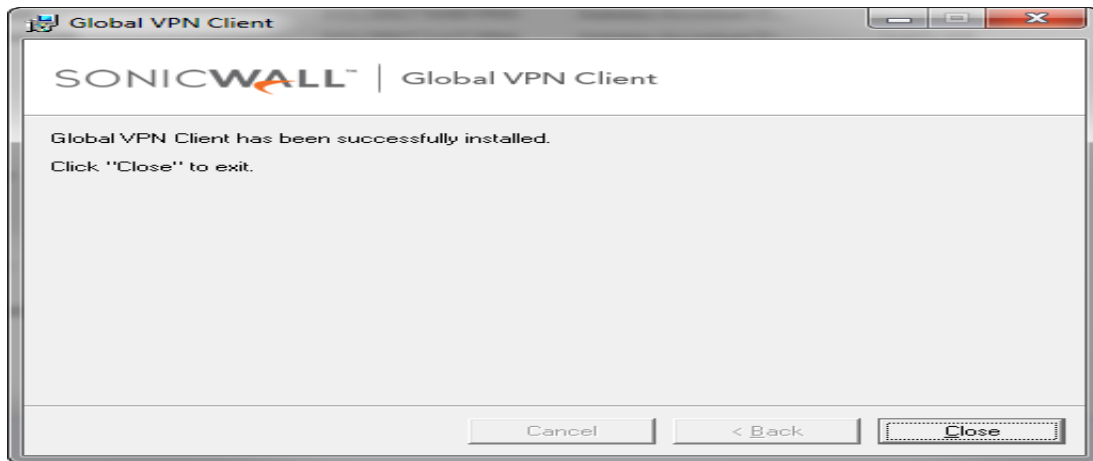 Global VPN Client
SONICWALL™ | Global VPN Client
Global VPN Client has been successfully installed.
Click "Close" to exit.
Cancel < Back Close